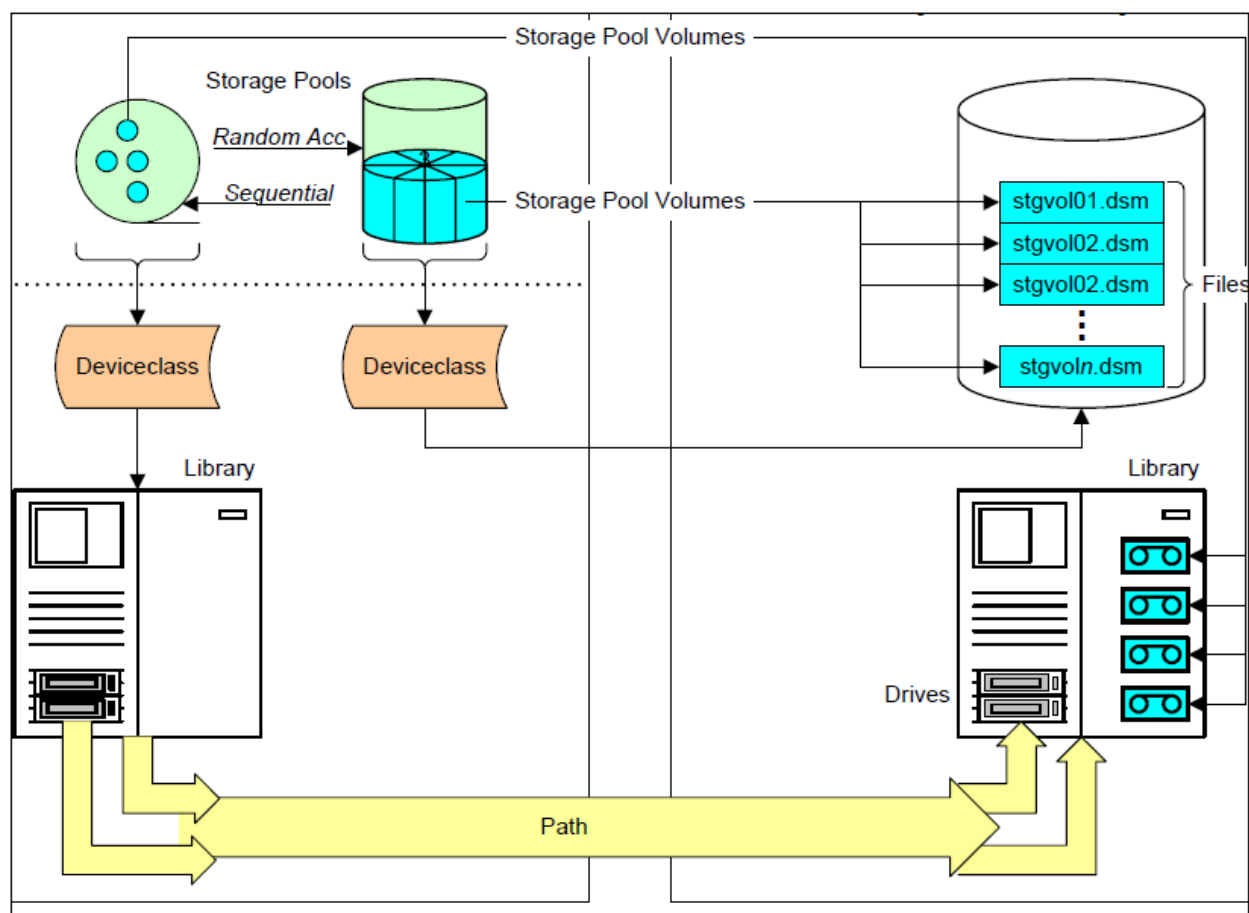 Storage Pool Volumes
Storage Pools
Random Acc
Sequential
Storage Pool Volumes
stgvol01.dsm
stgvol02.dsm
stgvol02.dsm
stgvoln.dsm
Files
Deviceclass
Deviceclass
Library
Library
Drives
Path